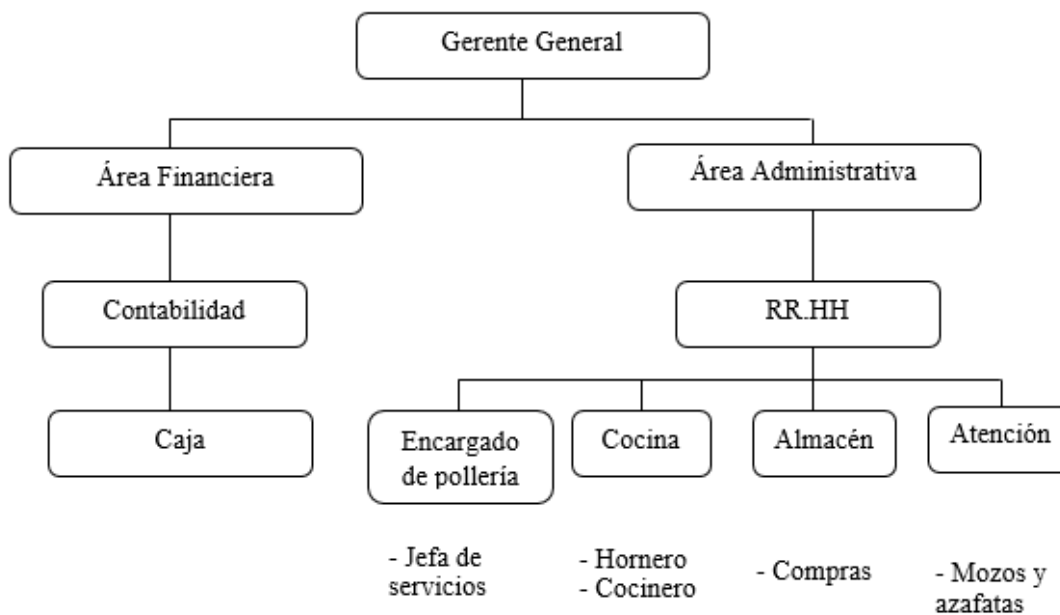 Gerente General
Área Financiera
Área Administrativa
Contabilidad
RR.HH
Caja
Encargado
de pollería
Cocina
Almacén
Atención
- Jefa de
servicios
- Hornero
- Cocinero
- Compras
- Mozos y
azafatas